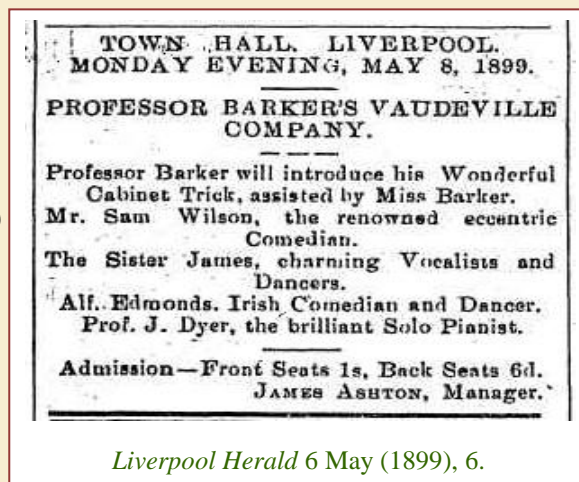 TOWN HALL, LIVERPOOL.
MONDAY EVENING, MAY 8, 1899.
PROFESSOR BARKER'S VAUDEVILLE
COMPANY.
Professor Barker will introduce his Wonderful
Cabinet Trick, assisted by Miss Barker.
Mr. Sam Wilson, the renowned eccentric
Comedian.
The Sister James, charming Vocalists and
Dancers.
Alf. Edmonds, Irish Comedian and Dancer.
Prof. J. Dyer, the brilliant Solo Pianist.
Admission—Front Seats 1s, Back Seats 6d.
JAMES ASHTON, Manager.
Liverpool Herald 6 May (1899), 6.